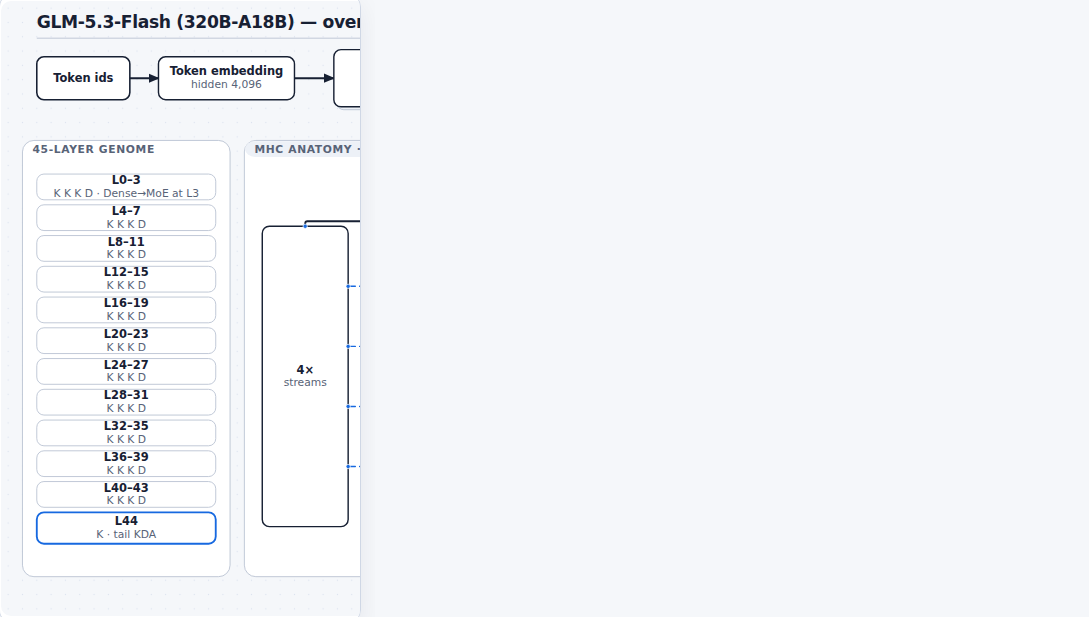 GLM-5.3-Flash (320B-A18B) — over
Token ids
Token embedding
hidden 4,096
45-LAYER GENOME
L0–3
K K K D · Dense→MoE at L3
L4–7
K K K D
L8–11
K K K D
L12–15
K K K D
L16–19
K K K D
L20–23
K K K D
L24–27
K K K D
L28–31
K K K D
L32–35
K K K D
L36–39
K K K D
L40–43
K K K D
L44
K · tail KDA
MHC ANATOMY ·
4×
streams